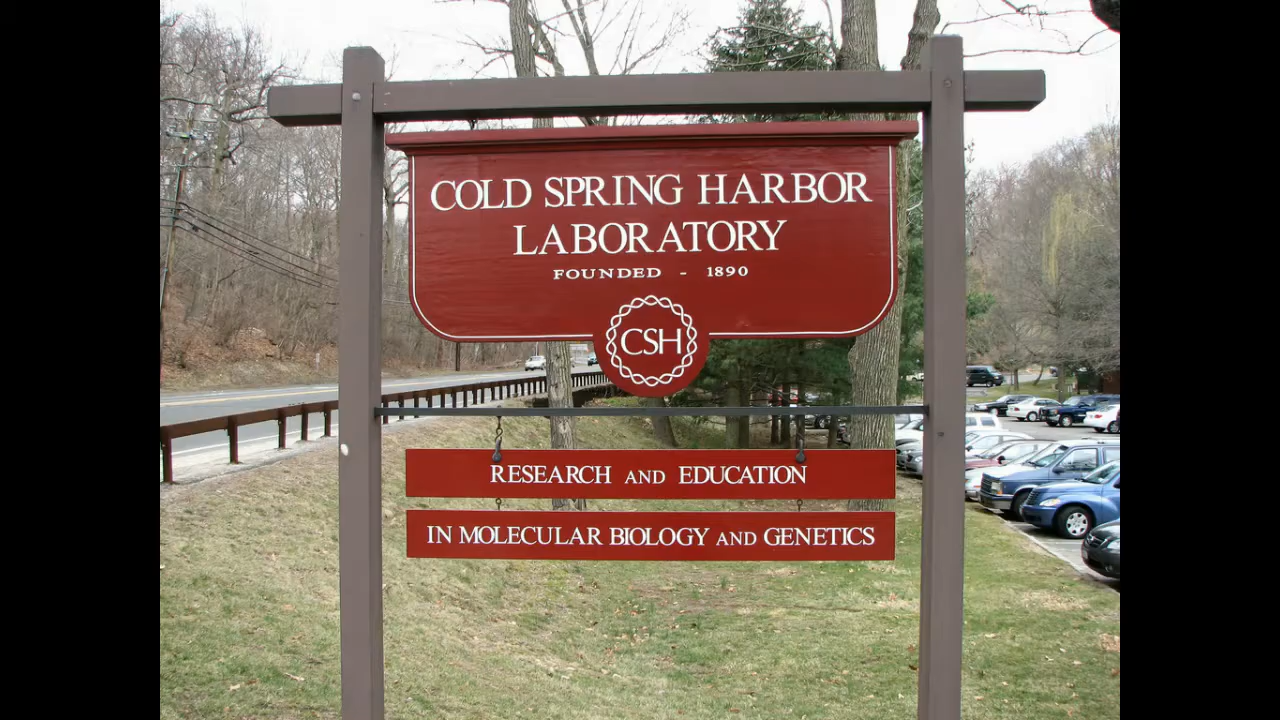 COLD SPRING HARBOR
LABORATORY
FOUNDED - 1890
CSH
RESEARCH AND EDUCATION
IN MOLECULAR BIOLOGY AND GENETICS